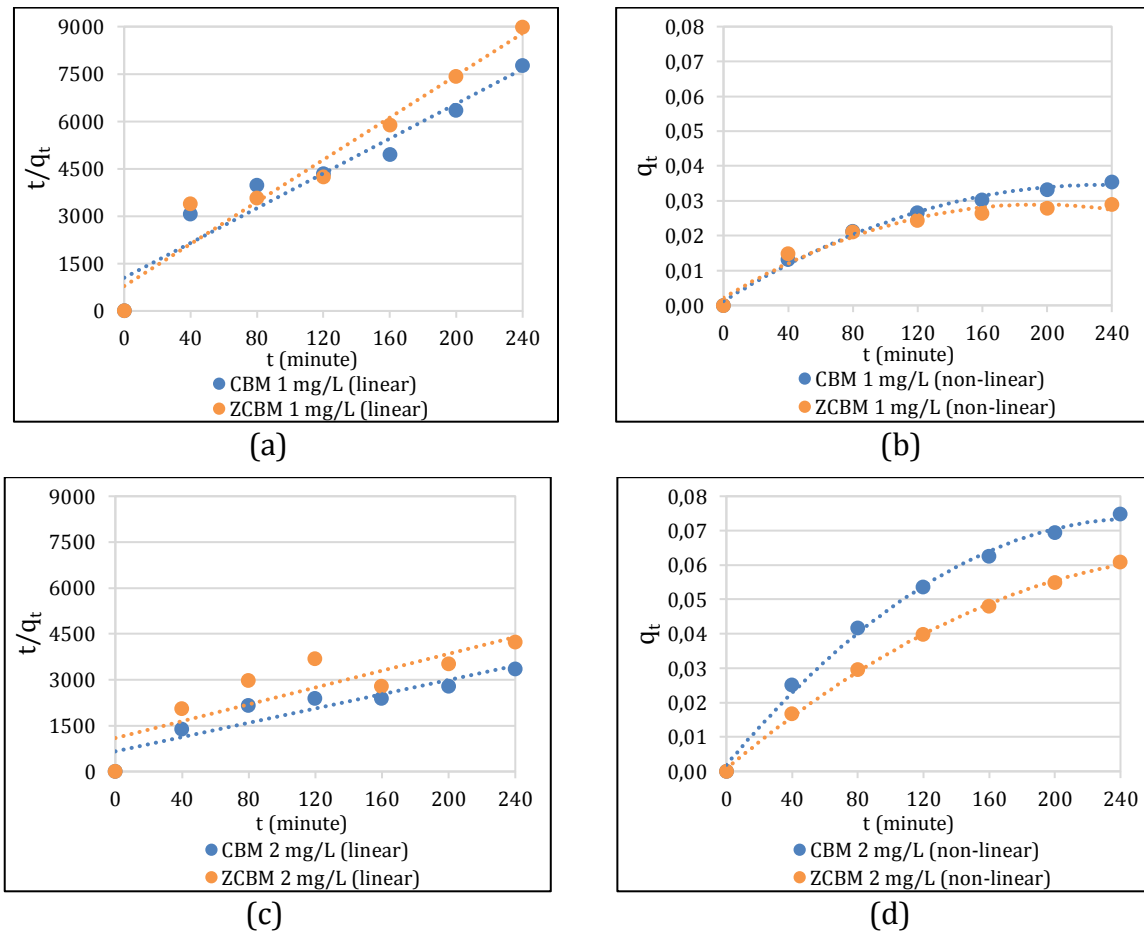 9000
7500
6000
4500
3000
1500
0
t/qt
0 40 80 120 160 200 240
t (minute)
CBM 1 mg/L (linear)
ZCBM 1 mg/L (linear)
(a)
0,08
0,07
0,06
0,05
0,04
0,03
0,02
0,01
0,00
qt
0 40 80 120 160 200 240
t (minute)
CBM 1 mg/L (non-linear)
ZCBM 1 mg/L (non-linear)
(b)
9000
7500
6000
4500
3000
1500
0
t/qt
0 40 80 120 160 200 240
t (minute)
CBM 2 mg/L (linear)
ZCBM 2 mg/L (linear)
(c)
0,08
0,07
0,06
0,05
0,04
0,03
0,02
0,01
0,00
qt
0 40 80 120 160 200 240
t (minute)
CBM 2 mg/L (non-linear)
ZCBM 2 mg/L (non-linear)
(d)